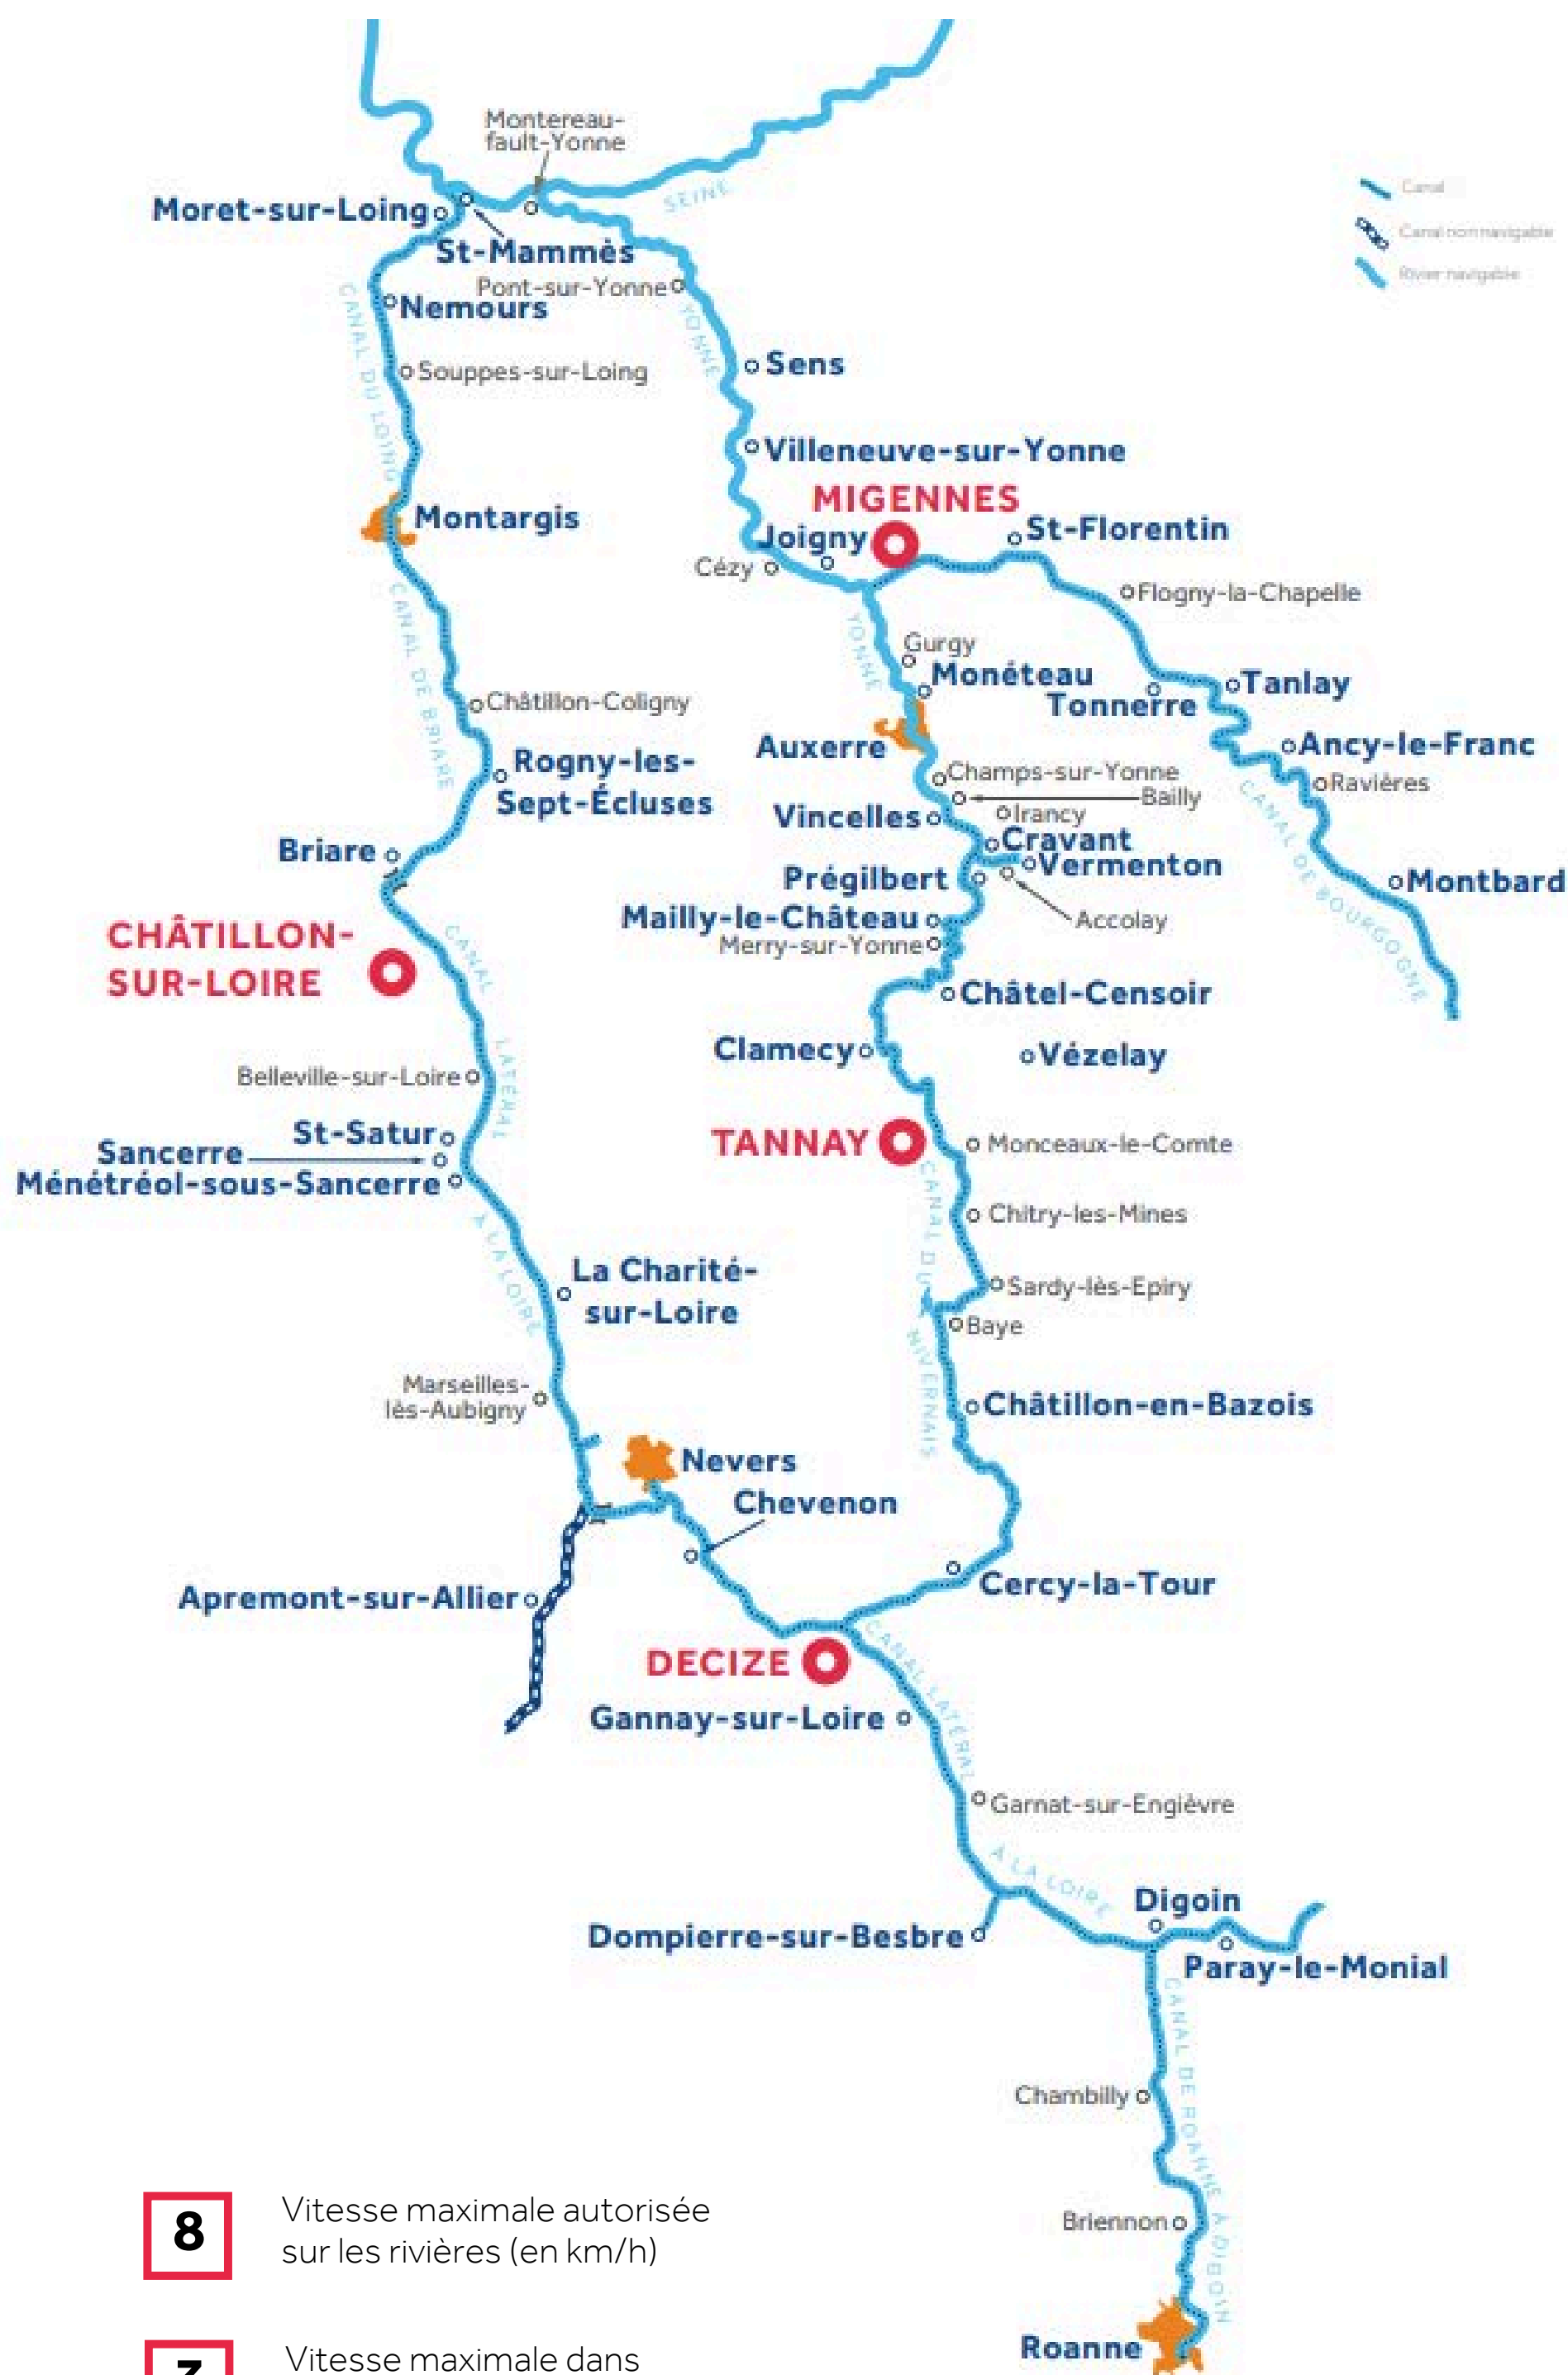 Montereau-
fault-Yonne
SEINE
Canal
Canal non navigable
Rivier navigable
Moret-sur-Loing
St-Mammès
Pont-sur-Yonne
Nemours
CANAL DU LOING
YONNE
Souppes-sur-Loing
Sens
Villeneuve-sur-Yonne
MIGENNES
Montargis
Joigny
St-Florentin
Cézy
Flogny-la-Chapelle
CANAL DE BRIARE
YONNE
Gurgy
Monéteau
Tanlay
Tonnerre
Châtillon-Coligny
Auxerre
Ancy-le-Franc
Rogny-les-
Sept-Écluses
Champs-sur-Yonne
Ravières
Bailly
Irancy
Vincelles
CANAL DE BOURGOGNE
Cravant
Briare
Vermenton
Prégilbert
Montbard
Mailly-le-Château
Accolay
Merry-sur-Yonne
CHÂTILLON-
SUR-LOIRE
CANAL LATÉRAL À LA LOIRE
Châtel-Censoir
Clamecy
Vézelay
Belleville-sur-Loire
St-Satur
TANNAY
Monceaux-le-Comte
Sancerre
Ménétréol-sous-Sancerre
CANAL DU NIVERNAIS
Chitry-les-Mines
La Charité-
sur-Loire
Sardy-lès-Epiry
Baye
Marseilles-
lès-Aubigny
Châtillon-en-Bazois
Nevers
Chevenon
Apremont-sur-Allier
Cercy-la-Tour
DECIZE
CANAL LATÉRAL À LA LOIRE
Gannay-sur-Loire
Garnat-sur-Engièvre
Digoin
Dompierre-sur-Besbre
Paray-le-Monial
CANAL DE ROANNE À DIGOIN
Chambilly
Briennon
Roanne
8
Vitesse maximale autorisée
sur les rivières (en km/h)
Vitesse maximale dans